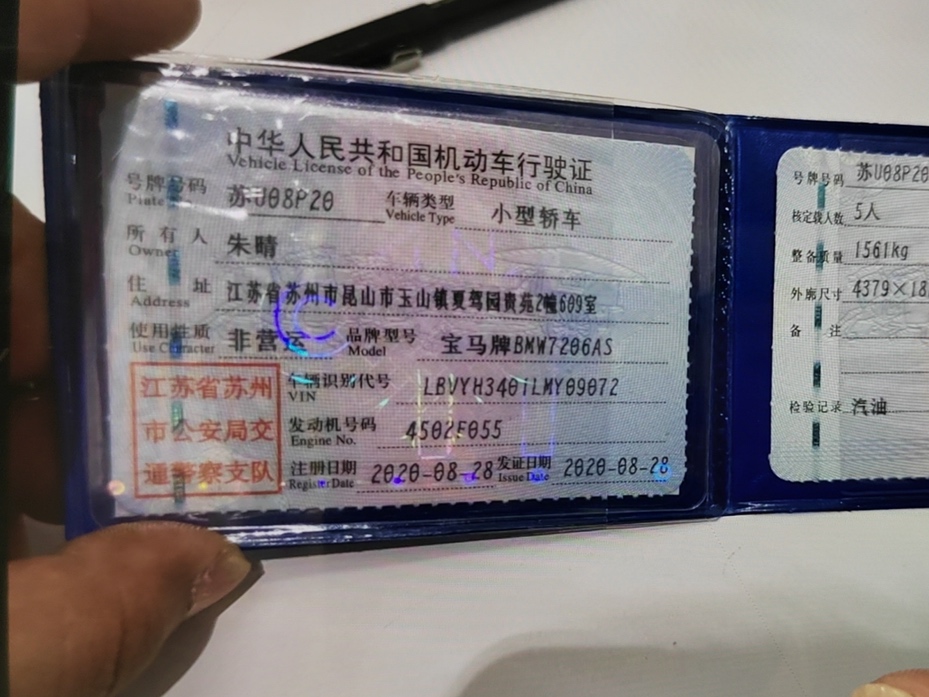 中华人民共和国机动车行驶证
Vehicle License of the People's Republic of China
号牌号码 苏U08P20 车辆类型 小型轿车
Plate No. Vehicle Type
所有人 朱晴
Owner
住址 江苏省苏州市昆山市玉山镇夏驾园贵苑2幢609室
Address
使用性质 非营运 品牌型号 宝马牌BMW7206AS
Use Character Model
江苏省苏州
市公安局交
通警察支队
车辆识别代号 LBVYH3401LMY09072
VIN
发动机号码 4502F055
Engine No.
注册日期 2020-08-28 发证日期 2020-08-28
Register Date Issue Date
号牌号码 苏U08P20
核定载人数 5人
整备质量 1561kg
外廓尺寸 4379×18
备注
检验记录 汽油